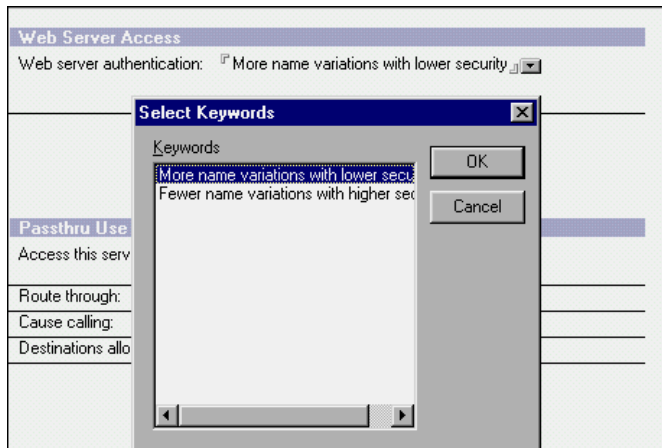 Web Server Access
Web server authentication: More name variations with lower security
Select Keywords
Keywords
OK
More name variations with lower secu
Fewer name variations with higher sec
Cancel
Passthru Use
Access this serv
Route through:
Cause calling:
Destinations allo